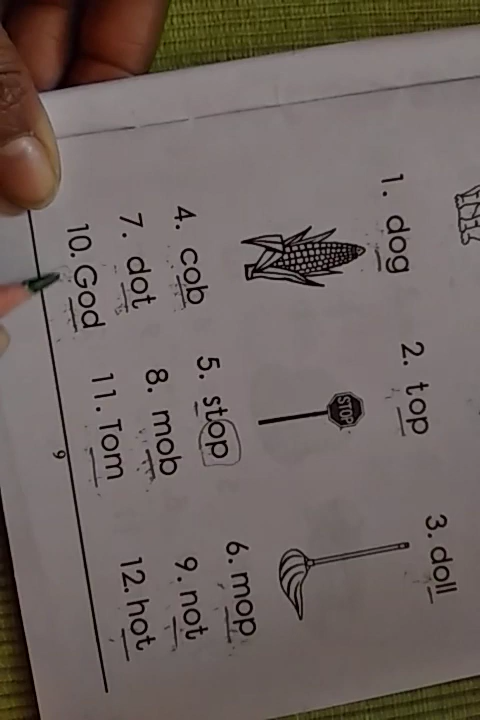 1. dog 2. top 3. doll
STOP
4. cob 5. stop 6. mop
7. dot 8. mob 9. not
10. God 11. Tom 12. hot
9